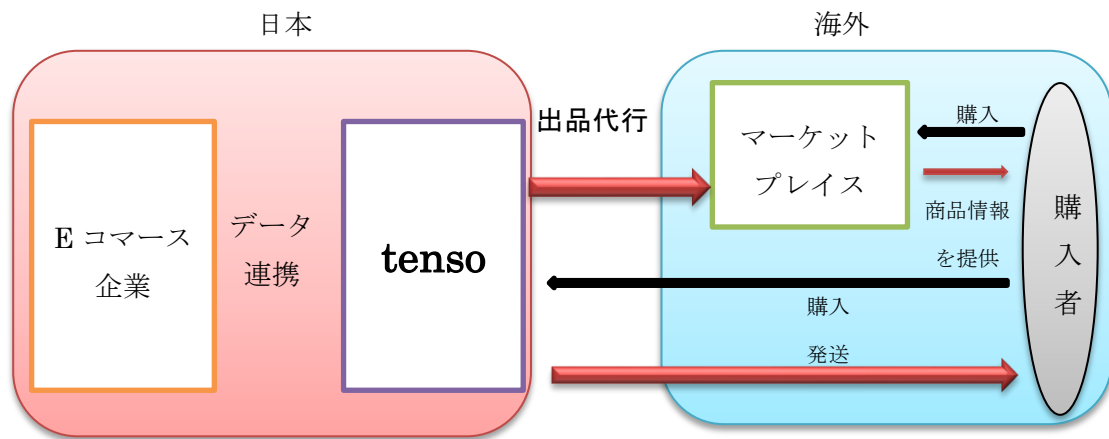 日本
海外
出品代行
購入
マーケット
プレイス
E コマース
企業
データ
連携
tenso
商品情報
を提供
購入者
購入
発送